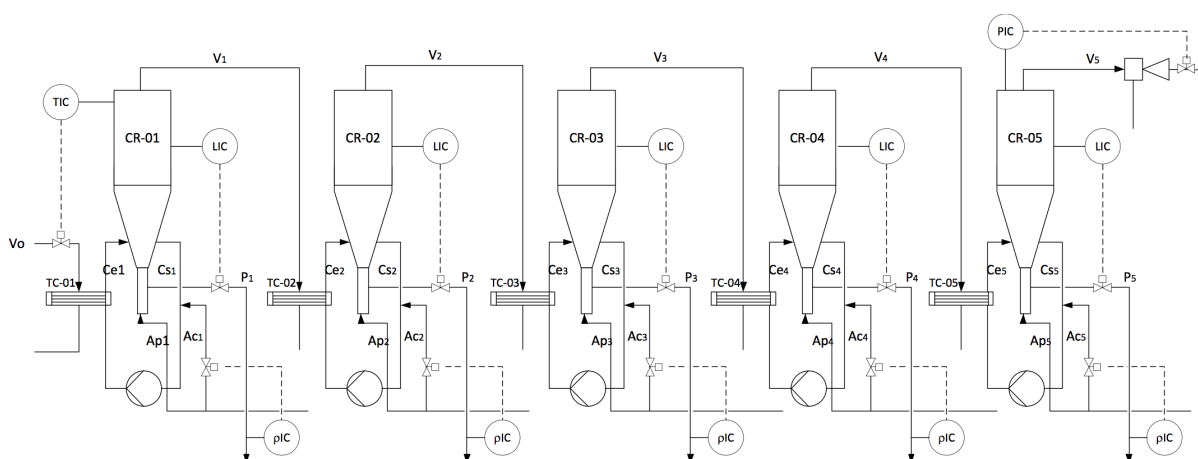 V1
V2
V3
V4
V5
PIC
TIC
CR-01
LIC
CR-02
LIC
CR-03
LIC
CR-04
LIC
CR-05
LIC
Vo
Ce1
Cs1
P1
Ce2
Cs2
P2
Ce3
Cs3
P3
Ce4
Cs4
P4
Ce5
Cs5
P5
TC-01
TC-02
TC-03
TC-04
TC-05
Ap1
Ac1
Ap2
Ac2
Ap3
Ac3
Ap4
Ac4
Ap5
Ac5
ρIC
ρIC
ρIC
ρIC
ρIC